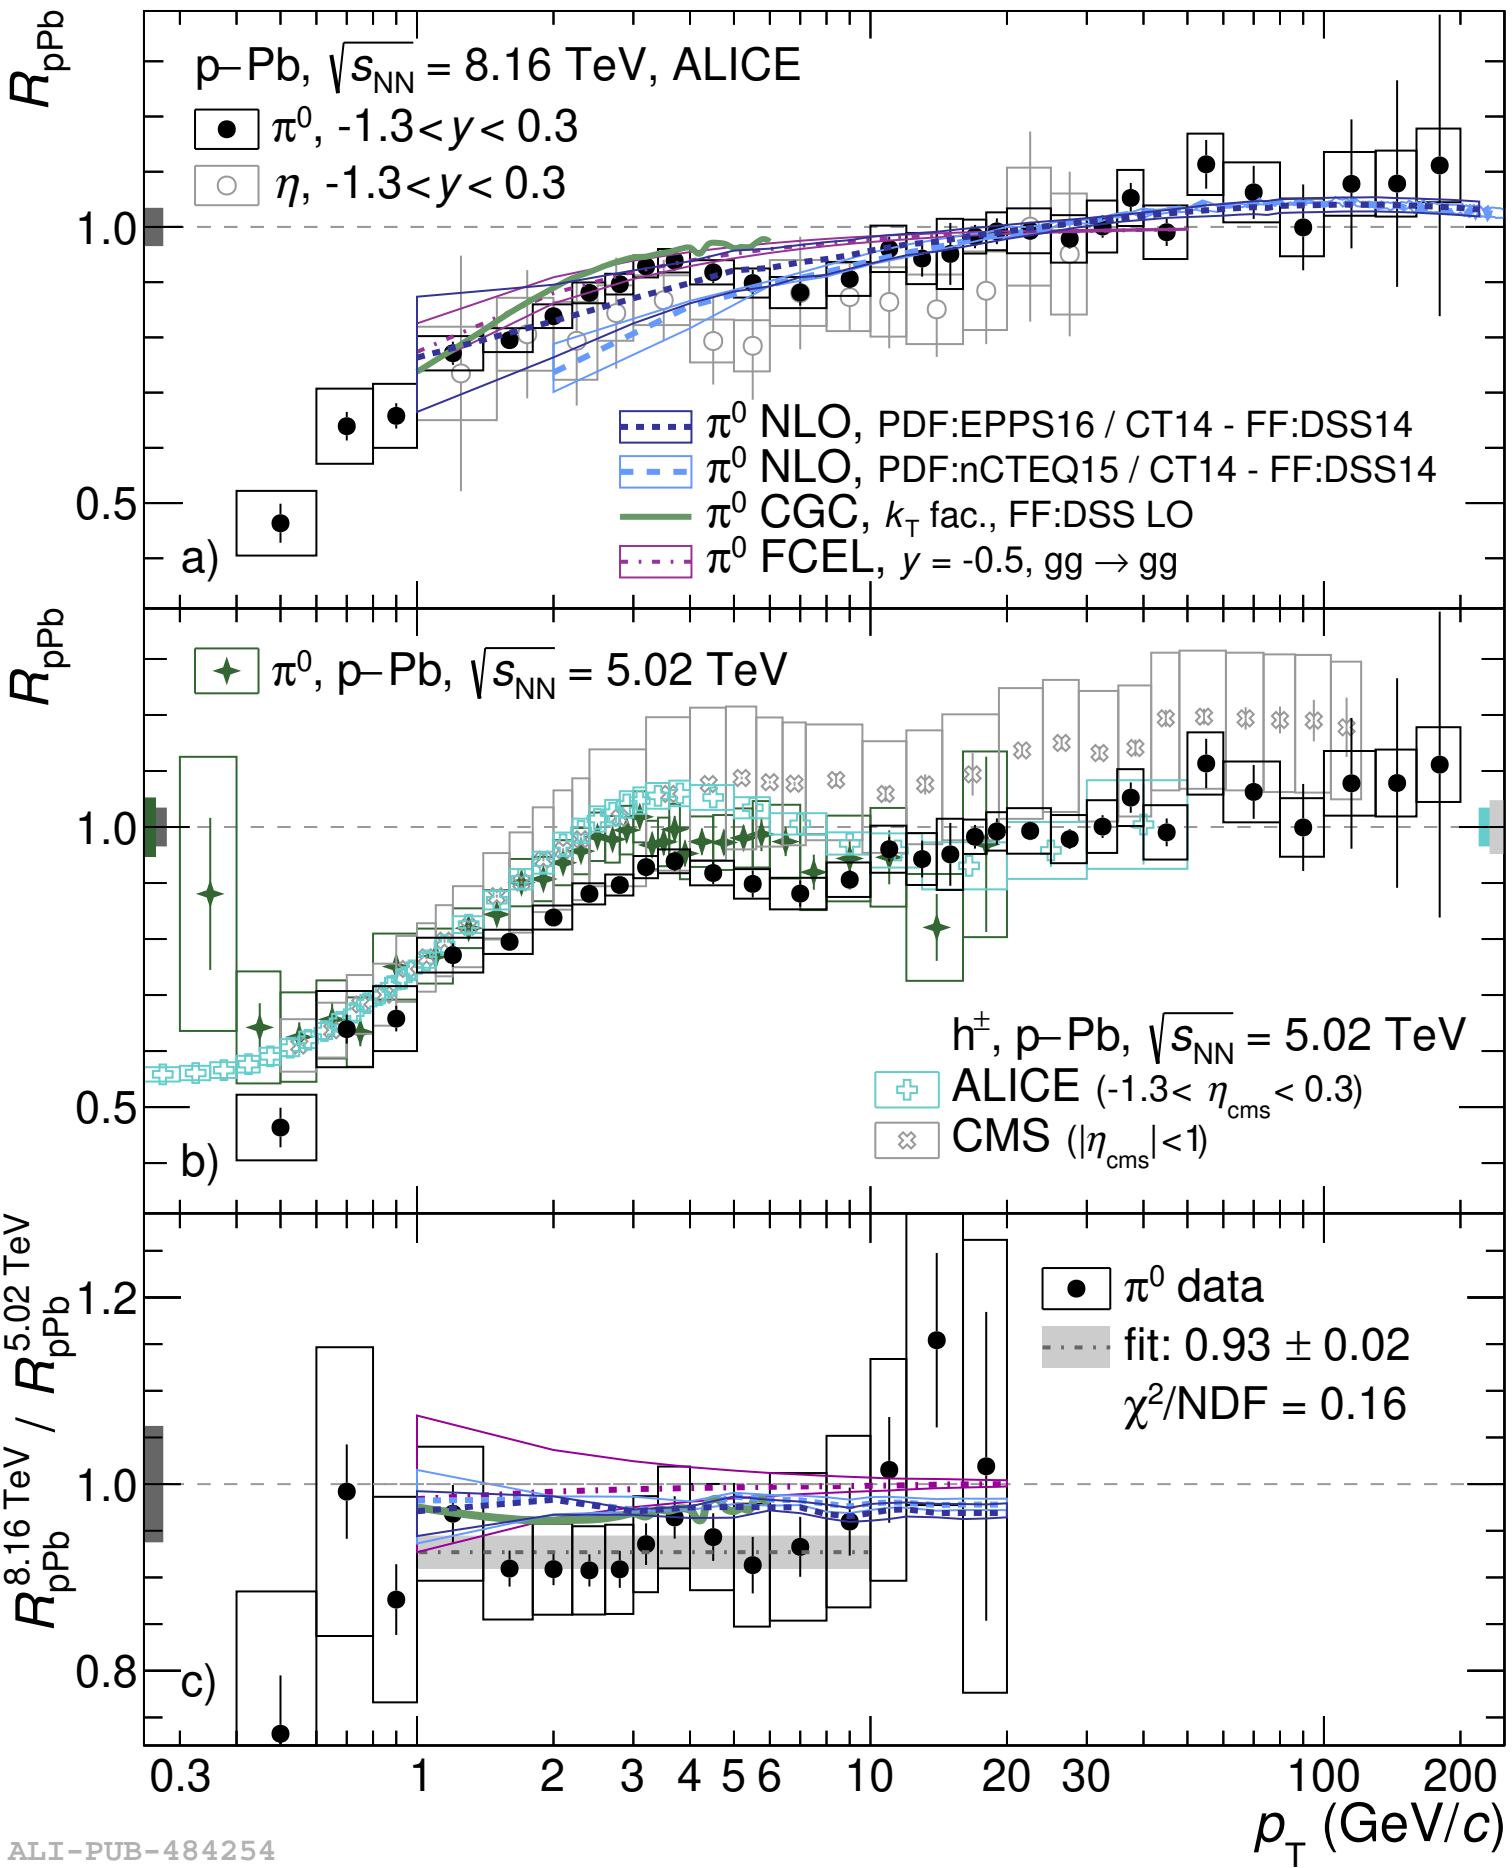 R_pPb
p–Pb, √s_NN = 8.16 TeV, ALICE
π⁰, -1.3<y<0.3
η, -1.3<y<0.3
1.0
0.5
π⁰ NLO, PDF:EPPS16 / CT14 - FF:DSS14
π⁰ NLO, PDF:nCTEQ15 / CT14 - FF:DSS14
π⁰ CGC, k_T fac., FF:DSS LO
π⁰ FCEL, y = -0.5, gg → gg
a)
R_pPb
π⁰, p–Pb, √s_NN = 5.02 TeV
1.0
0.5
h±, p–Pb, √s_NN = 5.02 TeV
ALICE (-1.3< η_cms < 0.3)
CMS (|η_cms|<1)
b)
R_pPb^8.16 TeV / R_pPb^5.02 TeV
1.2
1.0
0.8
π⁰ data
fit: 0.93 ± 0.02
χ²/NDF = 0.16
c)
0.3 1 2 3 4 5 6 10 20 30 100 200
p_T (GeV/c)
ALI-PUB-484254